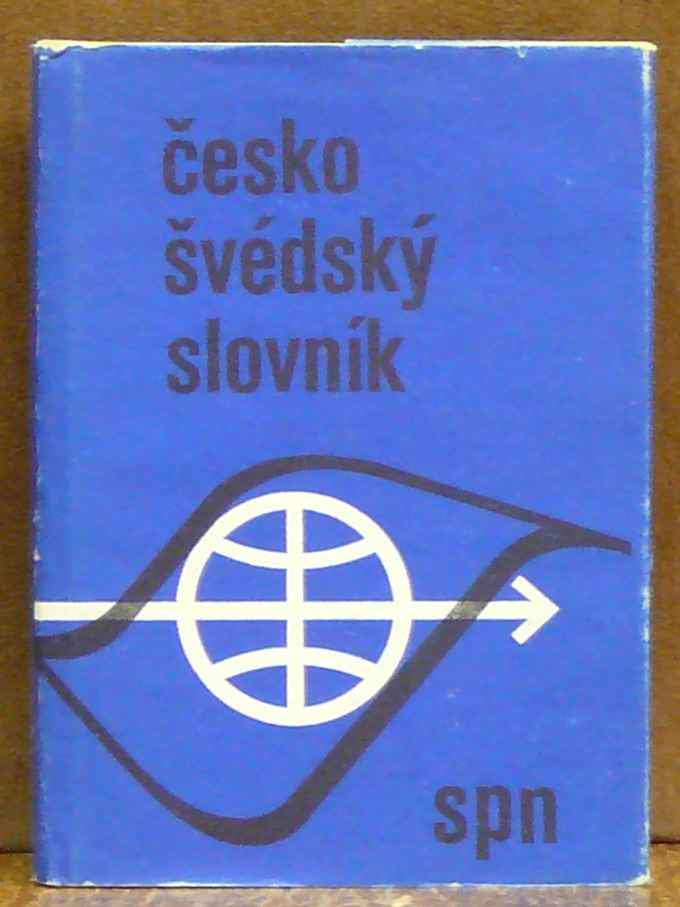 česko
švédský
slovník
spn